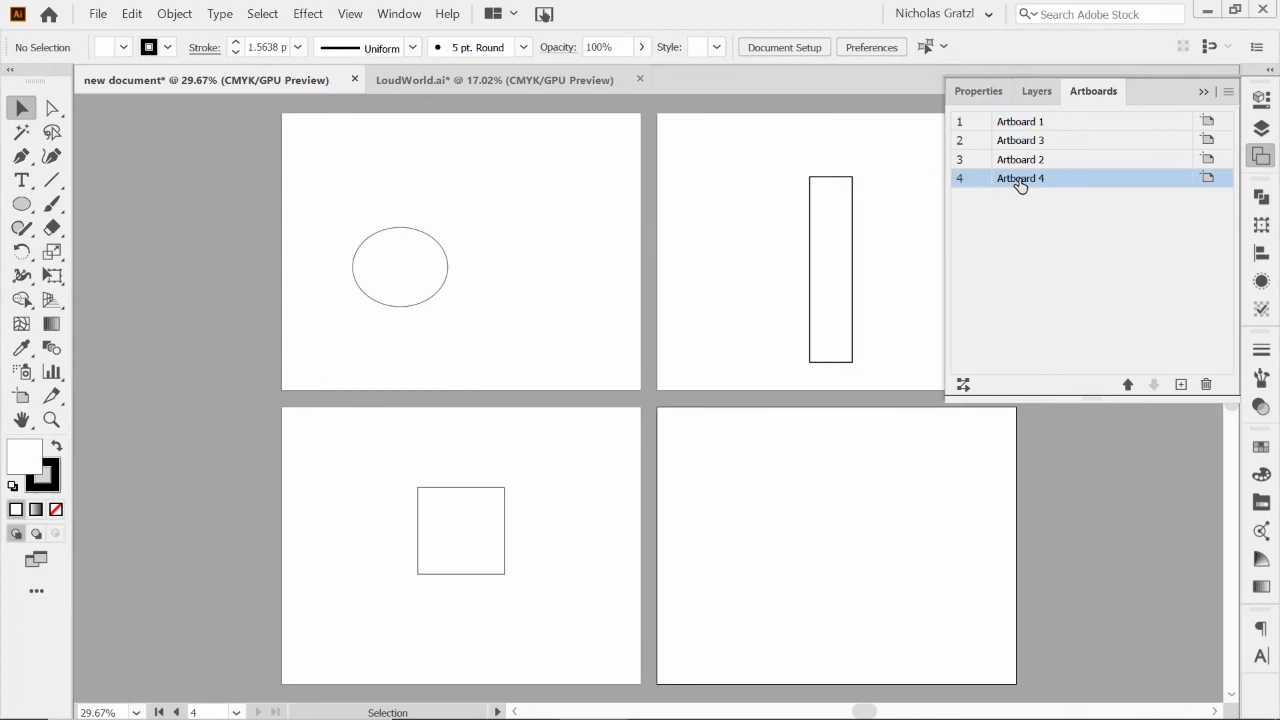 Ai File Edit Object Type Select Effect View Window Help Nicholas Gratzl Search Adobe Stock
No Selection Stroke: 1.5638 p Uniform 5 pt. Round Opacity: 100% Style: Document Setup Preferences
new document* @ 29.67% (CMYK/GPU Preview) LoudWorld.ai* @ 17.02% (CMYK/GPU Preview)
Properties Layers Artboards
1 Artboard 1
2 Artboard 3
3 Artboard 2
4 Artboard 4
29.67% 4 Selection